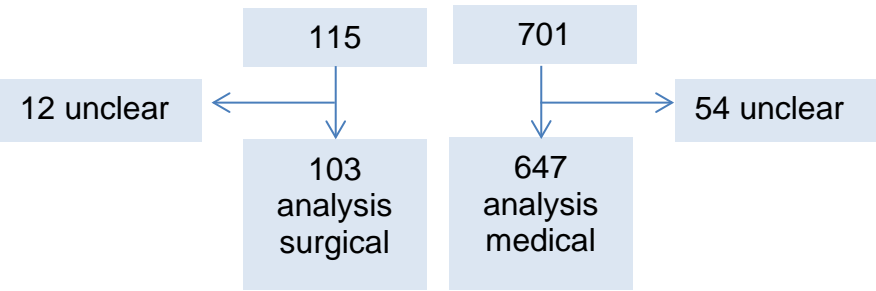 115
701
12 unclear
54 unclear
103
analysis
surgical
647
analysis
medical